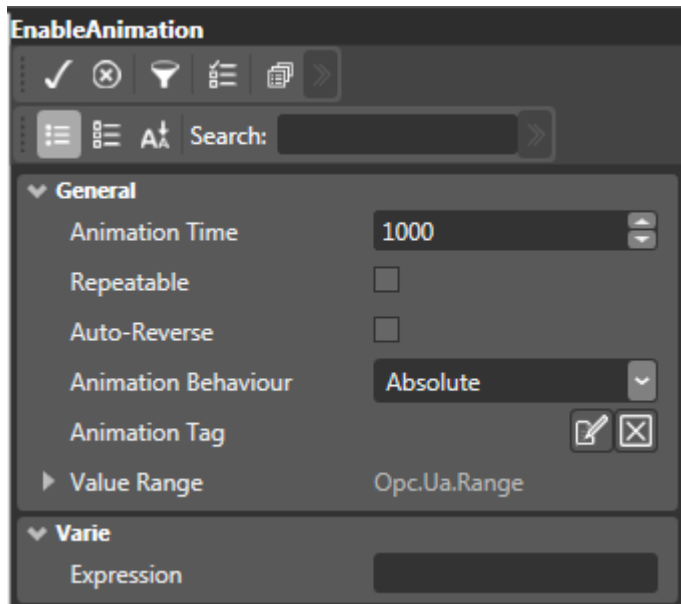 EnableAnimation
Search:
General
Animation Time 1000
Repeatable
Auto-Reverse
Animation Behaviour Absolute
Animation Tag
Value Range Opc.Ua.Range
Varie
Expression